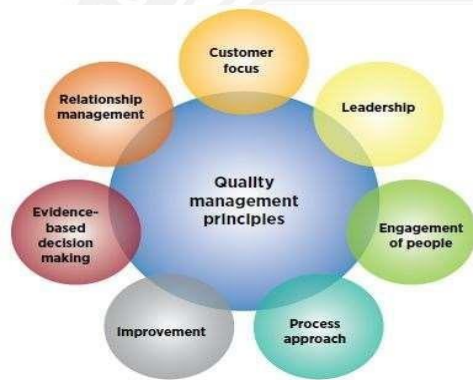 Customer
focus
Leadership
Engagement
of people
Process
approach
Improvement
Evidence-
based
decision
making
Relationship
management
Quality
management
principles